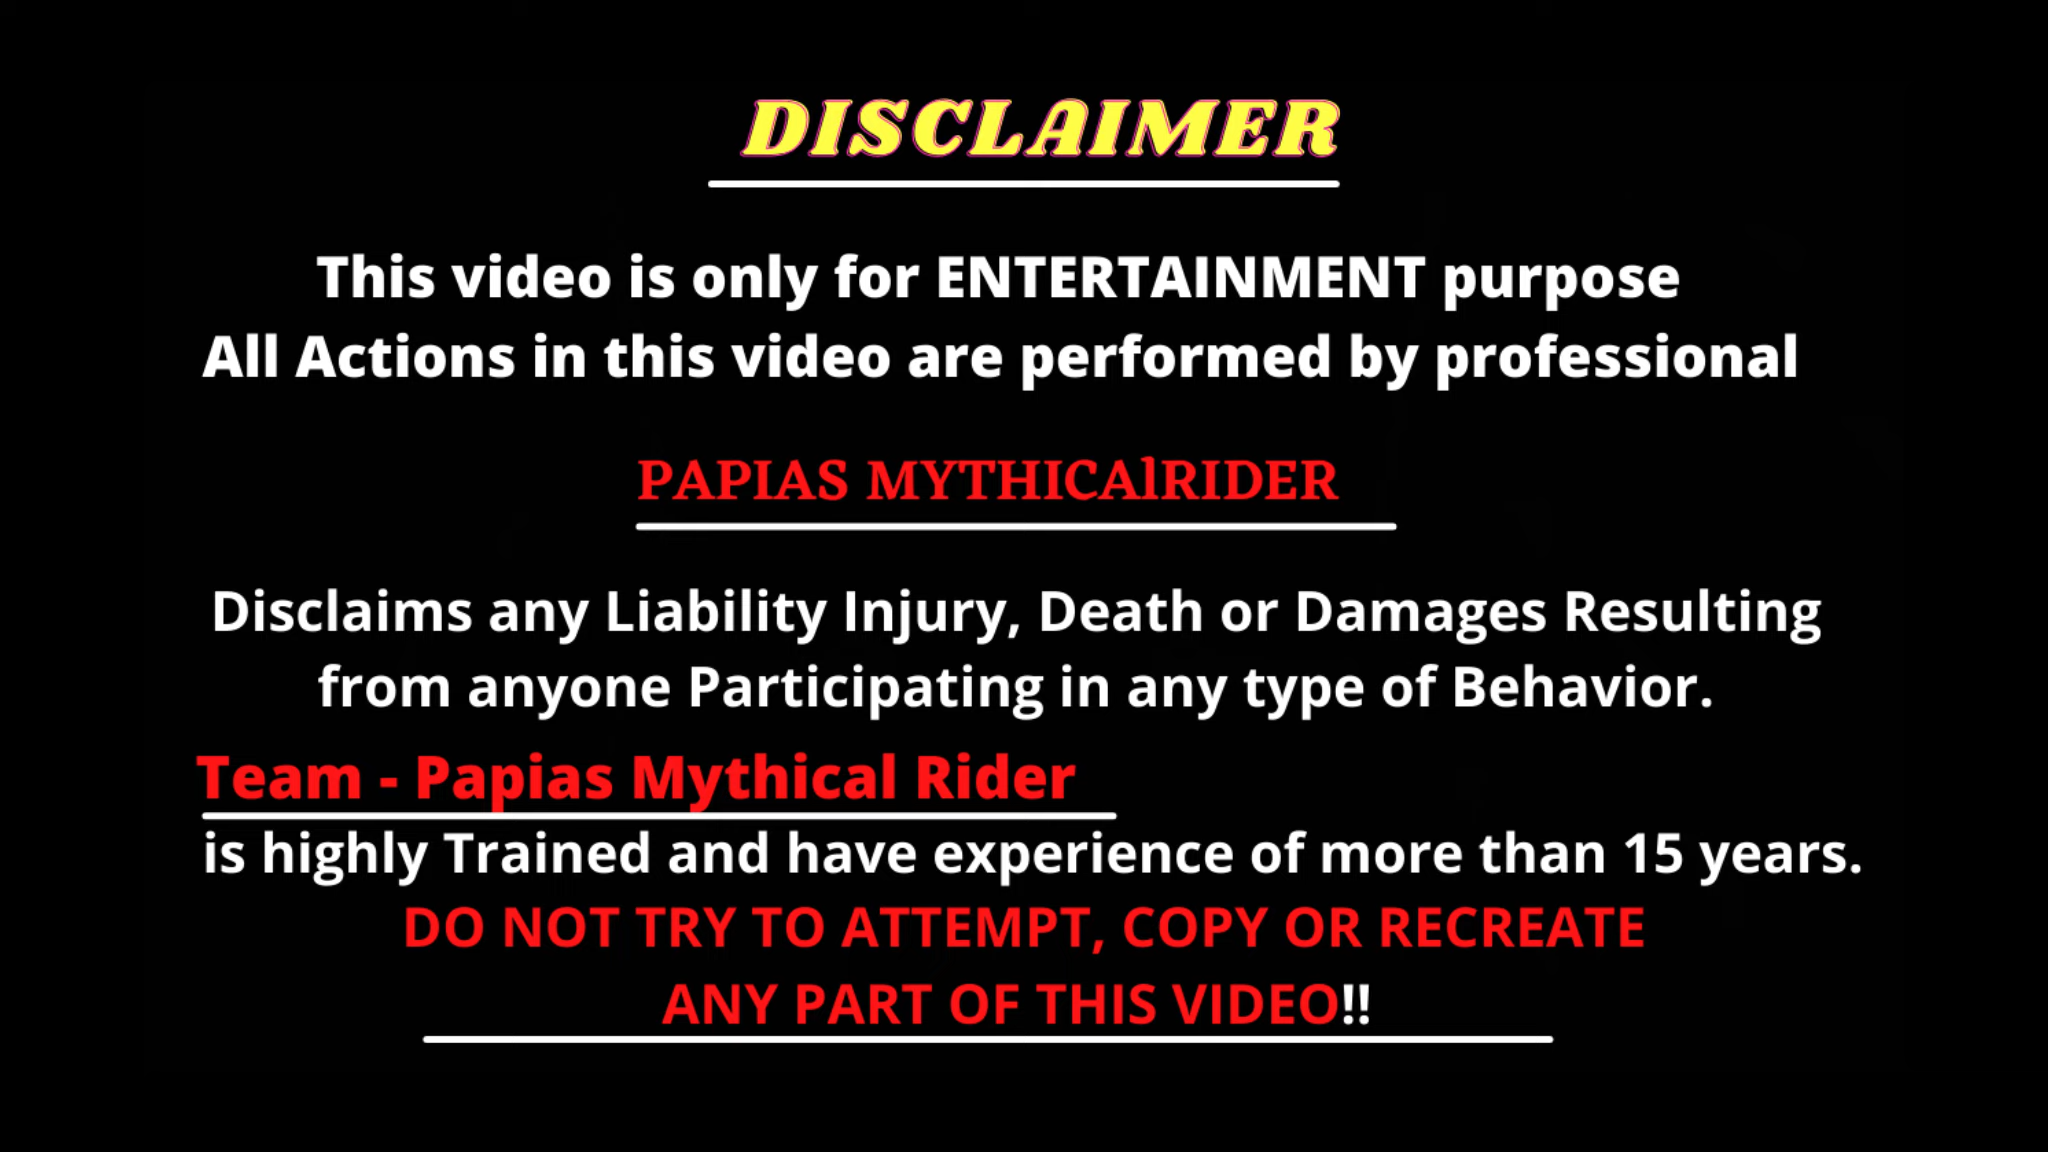 DISCLAIMER
This video is only for ENTERTAINMENT purpose
All Actions in this video are performed by professional
PAPIAS MYTHICAlRIDER
Disclaims any Liability Injury, Death or Damages Resulting
from anyone Participating in any type of Behavior.
Team - Papias Mythical Rider
is highly Trained and have experience of more than 15 years.
DO NOT TRY TO ATTEMPT, COPY OR RECREATE
ANY PART OF THIS VIDEO!!